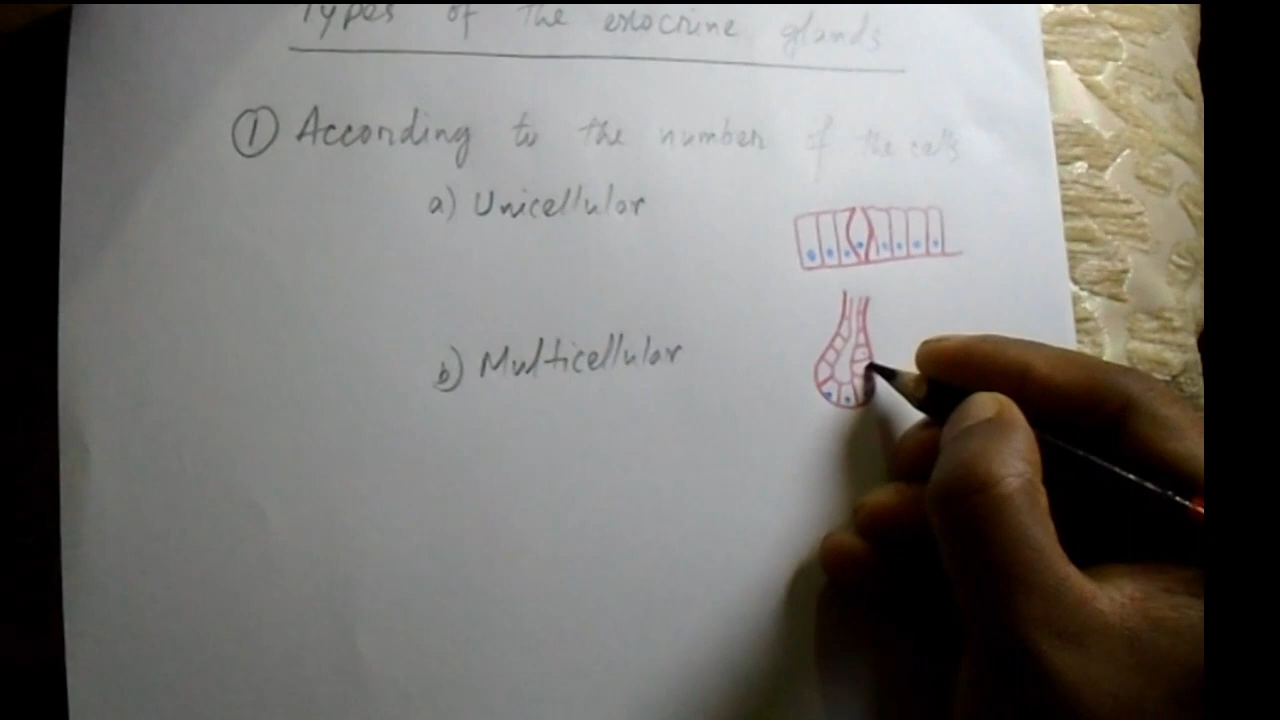 Types of the exocrine glands
① According to the number of the cells
a) Unicellular
b) Multicellular